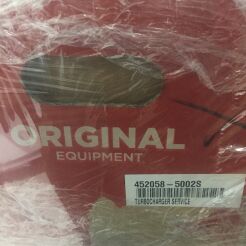 ORIGINAL
EQUIPMENT
452058-5002S
TURBOCHARGER SERVICE